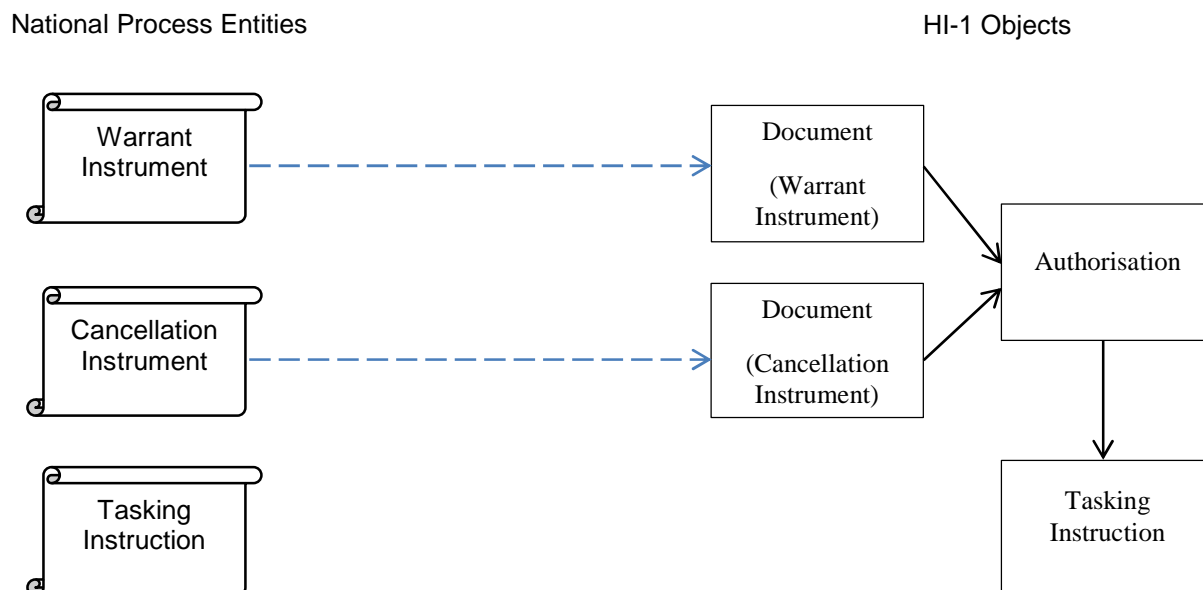 National Process Entities
HI-1 Objects
Warrant
Instrument
Document
(Warrant
Instrument)
Authorisation
Cancellation
Instrument
Document
(Cancellation
Instrument)
Tasking
Instruction
Tasking
Instruction